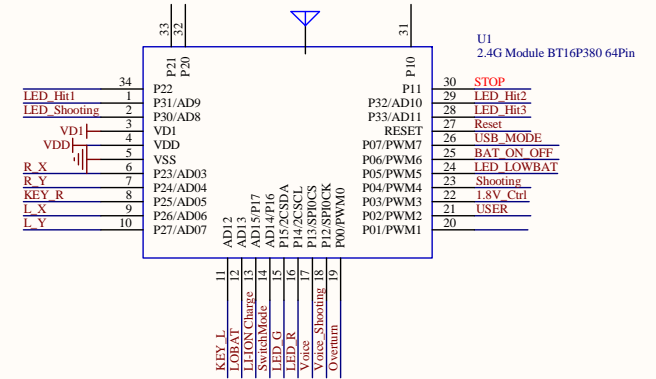 33
32
31
U1
2.4G Module BT16P380 64Pin
P21
P20
P10
34 P22
LED_Hit1 1 P31/AD9
LED_Shooting 2 P30/AD8
VD1 3 VD1
VDD 4 VDD
5 VSS
R_X 6 P23/AD03
R_Y 7 P24/AD04
KEY_R 8 P25/AD05
L_X 9 P26/AD06
L_Y 10 P27/AD07
P11 30 STOP
P32/AD10 29 LED_Hit2
P33/AD11 28 LED_Hit3
RESET 27 Reset
P07/PWM7 26 USB_MODE
P06/PWM6 25 BAT_ON_OFF
P05/PWM5 24 LED_LOWBAT
P04/PWM4 23 Shooting
P03/PWM3 22 1.8V_Ctrl
P02/PWM2 21 USER
P01/PWM1 20
AD12 11 KEY_L
AD13 12 LOBAT
AD15/P17 13 LI-ION Charge
AD14/P16 14 SwitchMode
P15/2CSDA 15 LED_G
P14/2CSCL 16 LED_R
P13/SPI0CS 17 Voice
P12/SPI0CK 18 Voice_Shooting
P00/PWM0 19 Overturn